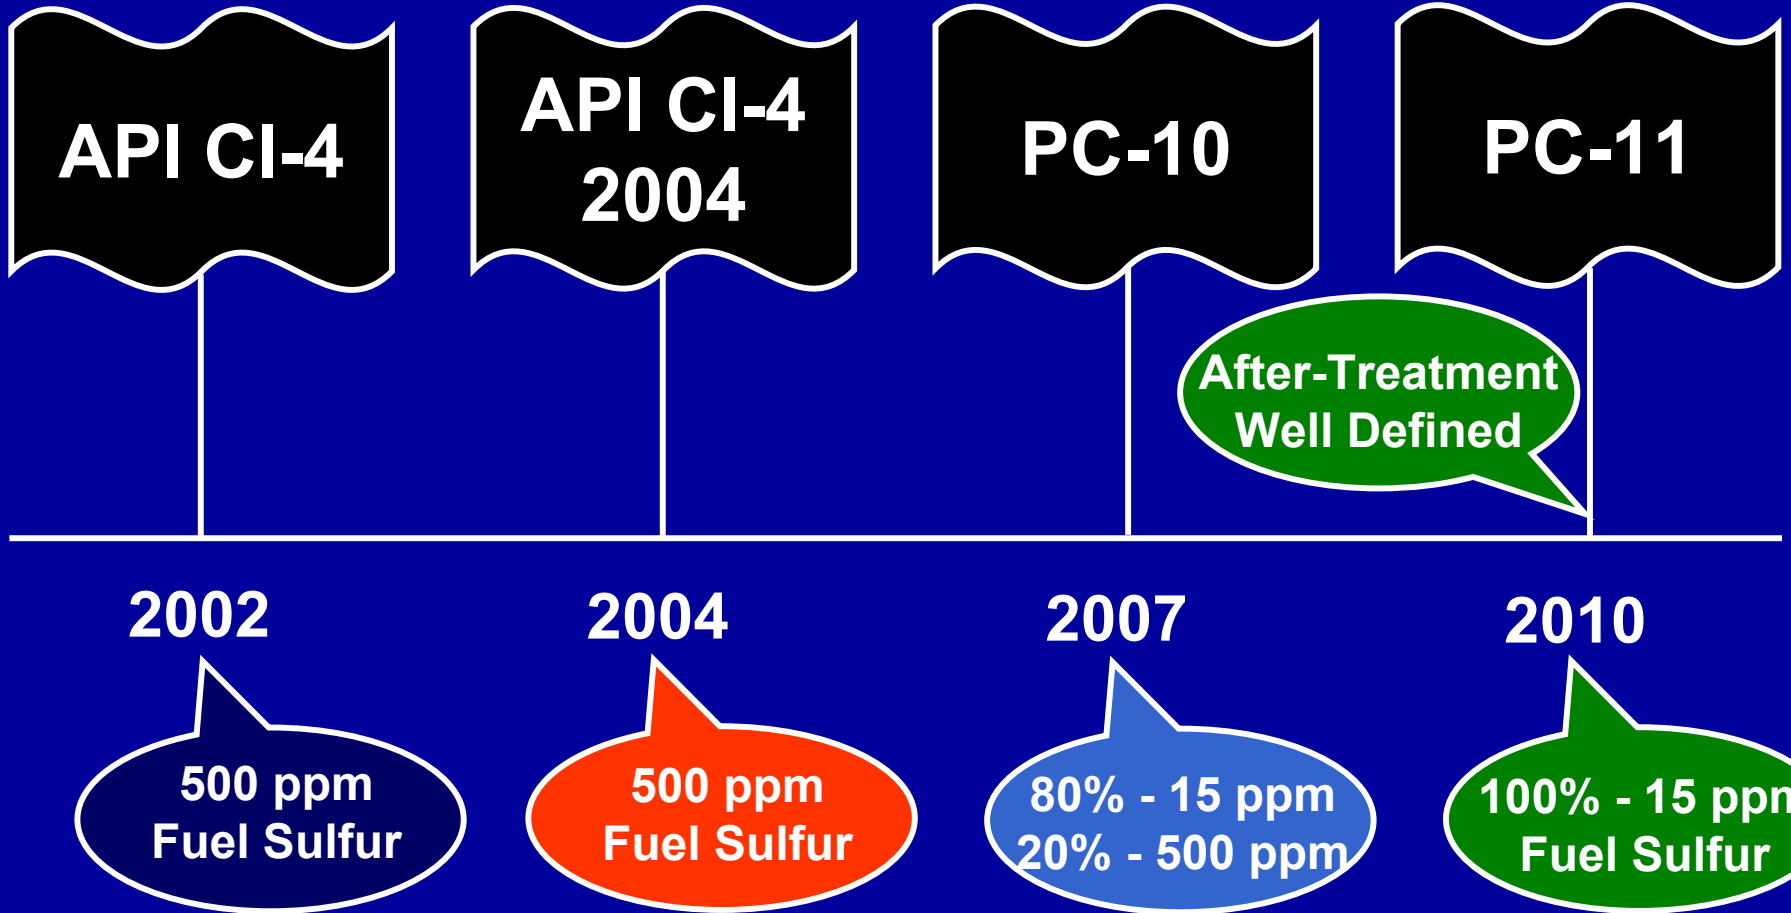 API CI-4
API CI-4
2004
PC-10
PC-11
After-Treatment
Well Defined
2002
2004
2007
2010
500 ppm
Fuel Sulfur
500 ppm
Fuel Sulfur
80% - 15 ppm
20% - 500 ppm
100% - 15 ppm
Fuel Sulfur